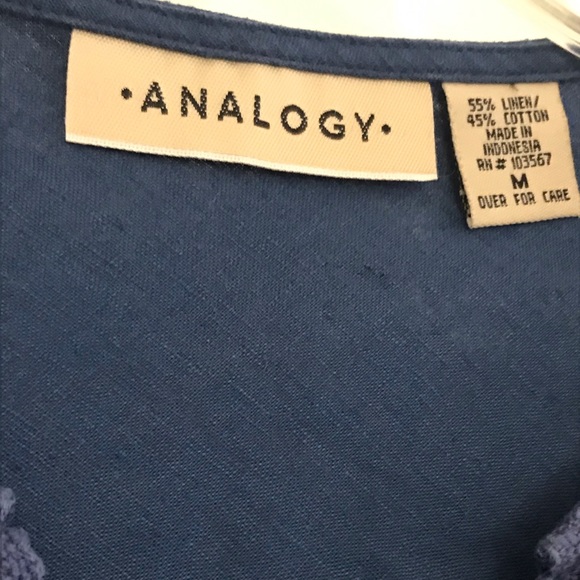 •ANALOGY•
55% LINEN/
45% COTTON
MADE IN
INDONESIA
RN# 103567
M
OVER FOR CARE